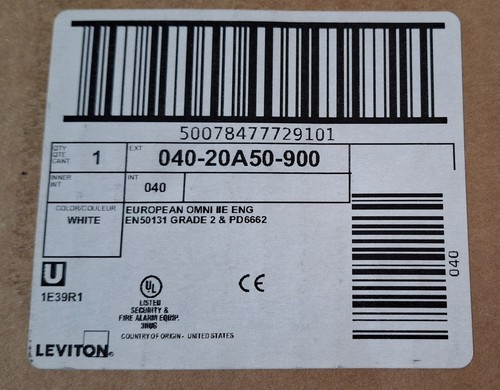 50078477729101
QTY
QTE
CANT
1
EXT
040-20A50-900
INNER
INT
INT
040
COLOR/COULEUR
WHITE
EUROPEAN OMNI IIE ENG
EN50131 GRADE 2 & PD6662
U
1E39R1
UL
LISTED
SECURITY &
FIRE ALARM EQUIP.
CE
COUNTRY OF ORIGIN - UNITED STATES
LEVITON®
040